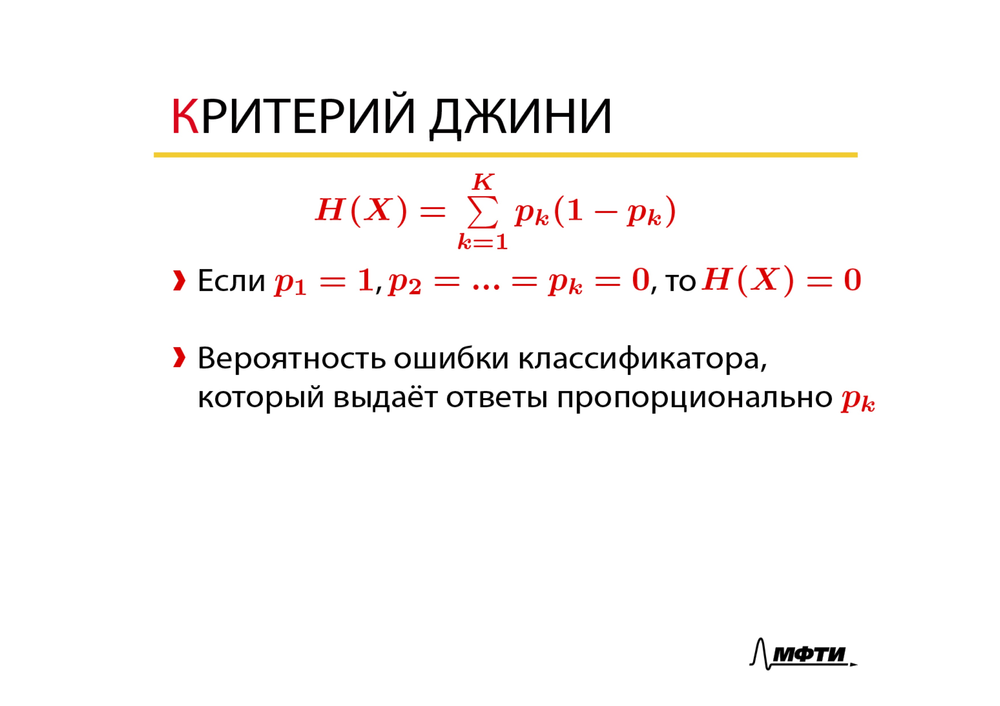 КРИТЕРИЙ ДЖИНИ
H(X) = ∑_{k=1}^{K} p_k(1 − p_k)
❯ Если p_1 = 1, p_2 = ... = p_k = 0, то H(X) = 0
❯ Вероятность ошибки классификатора,
который выдаёт ответы пропорционально p_k
МФТИ